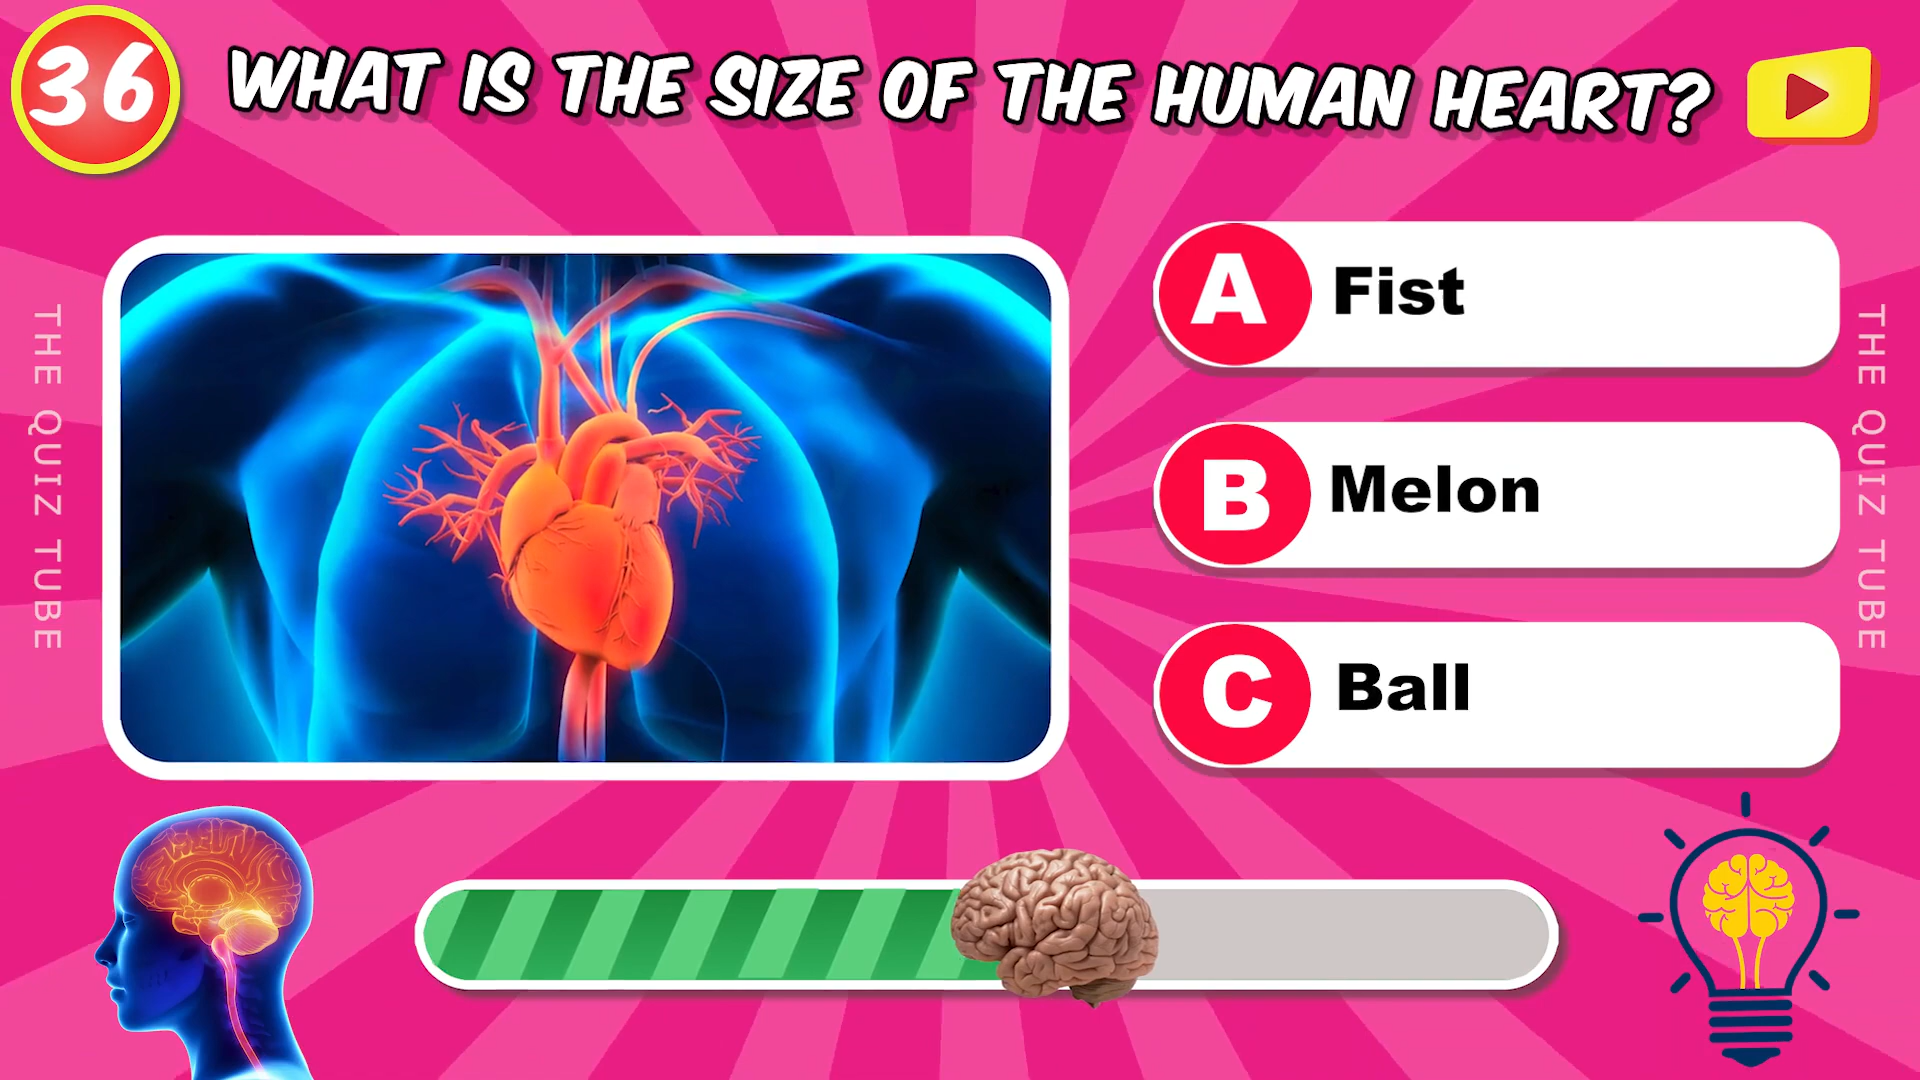 36
WHAT IS THE SIZE OF THE HUMAN HEART?
THE QUIZ TUBE
A Fist
B Melon
C Ball
THE QUIZ TUBE